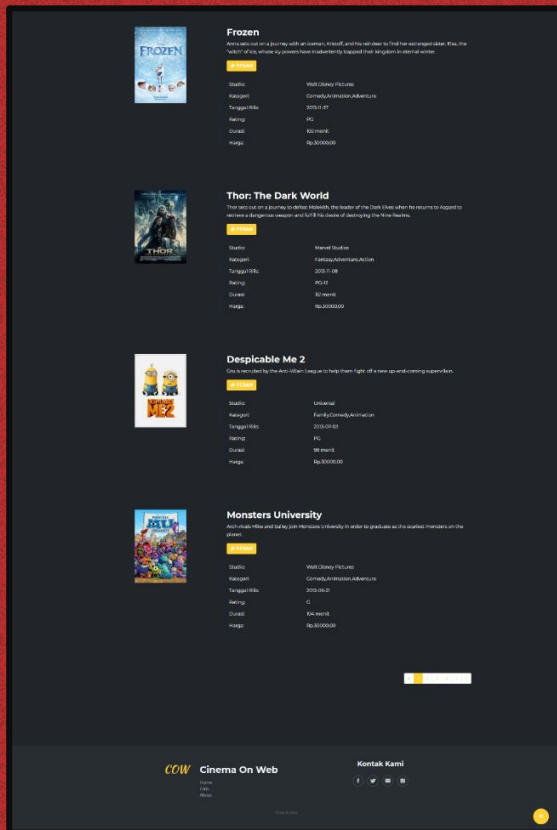 FROZEN
Frozen
Anna sets out on a journey with an iceman, Kristoff, and his reindeer to find her estranged sister, Elsa, the
"witch" of ice, whose icy powers have inadvertently trapped their kingdom in eternal winter.
PESAN
Studio: Walt Disney Pictures
Kategori: Comedy,Animation,Adventure
Tanggal Rilis: 2013-11-27
Rating: PG
Durasi: 102 menit
Harga: Rp.30000,00
THOR
Thor: The Dark World
Thor sets out on a journey to defeat Malekith, the leader of the Dark Elves when he returns to Asgard to
retrieve a dangerous weapon and fulfill his desire of destroying the Nine Realms.
PESAN
Studio: Marvel Studios
Kategori: Fantasy,Adventure,Action
Tanggal Rilis: 2013-11-08
Rating: PG-13
Durasi: 112 menit
Harga: Rp.30000,00
ME2
Despicable Me 2
Gru is recruited by the Anti-Villain League to help them fight off a new up-and-coming supervillain.
PESAN
Studio: Universal
Kategori: Family,Comedy,Animation
Tanggal Rilis: 2013-07-03
Rating: PG
Durasi: 98 menit
Harga: Rp.30000,00
MU
Monsters University
Arch-rivals Mike and Sulley join Monsters University in order to graduate as the scariest monsters on the
planet.
PESAN
Studio: Walt Disney Pictures
Kategori: Comedy,Animation,Adventure
Tanggal Rilis: 2013-06-21
Rating: G
Durasi: 104 menit
Harga: Rp.30000,00
COW Cinema On Web
Home
Film
About
Kontak Kami